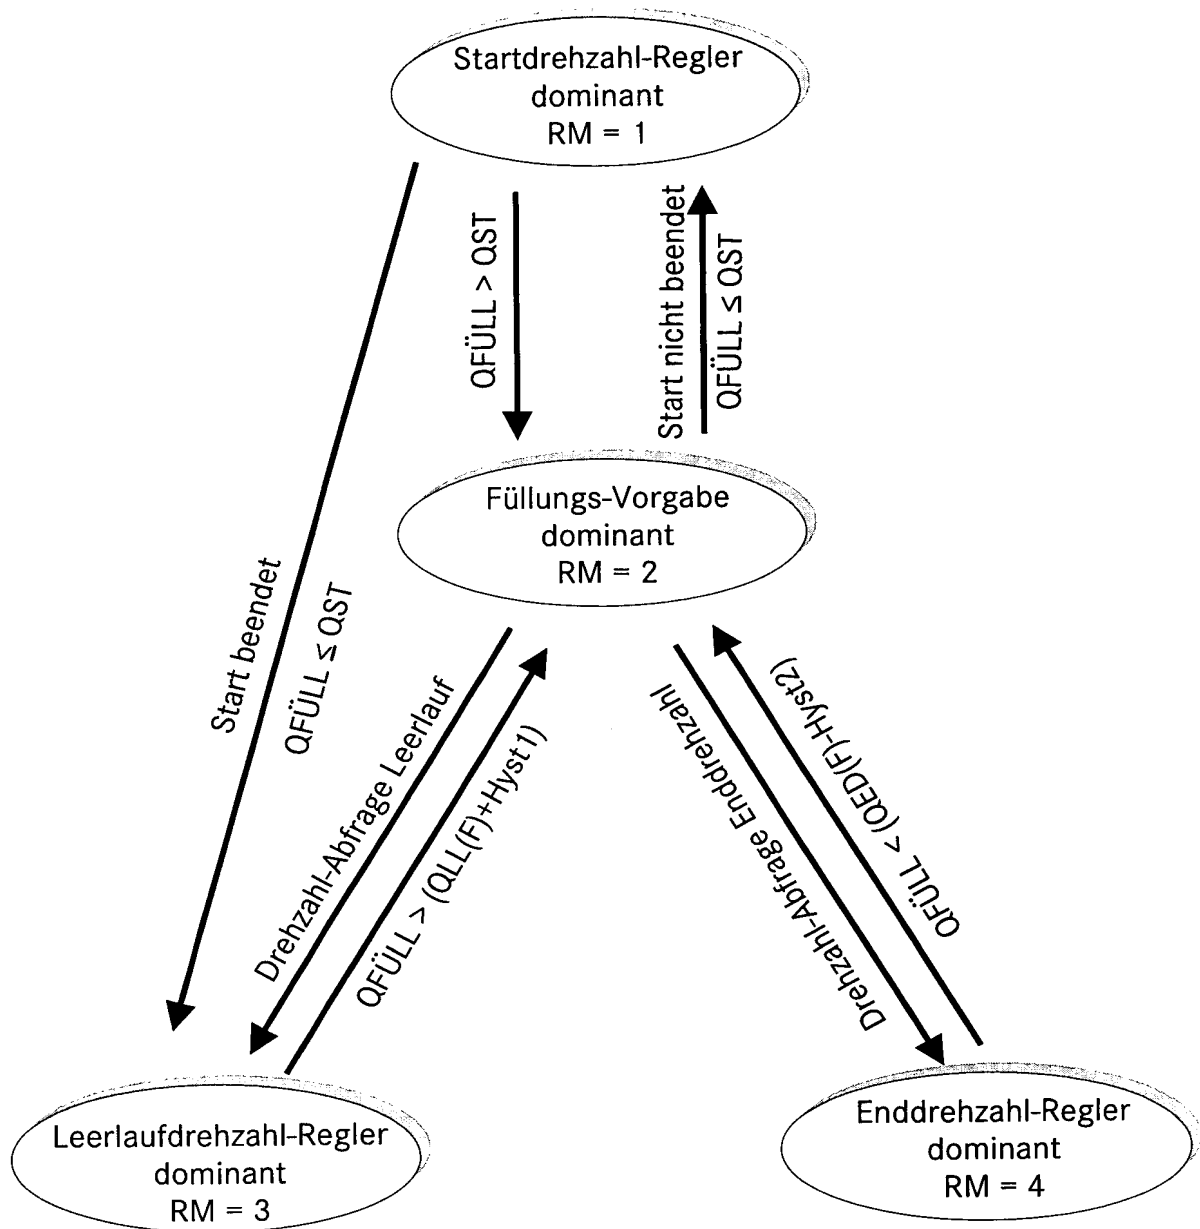 Startdrehzahl-Regler
dominant
RM = 1
QFÜLL > QST
Start nicht beendet
QFÜLL ≤ QST
Füllungs-Vorgabe
dominant
RM = 2
Start beendet
QFÜLL ≤ QST
Drehzahl-Abfrage Leerlauf
QFÜLL > (QLL(F)+Hyst1)
Drehzahl-Abfrage Enddrehzahl
QFÜLL < (QED(F)-Hyst2)
Leerlaufdrehzahl-Regler
dominant
RM = 3
Enddrehzahl-Regler
dominant
RM = 4